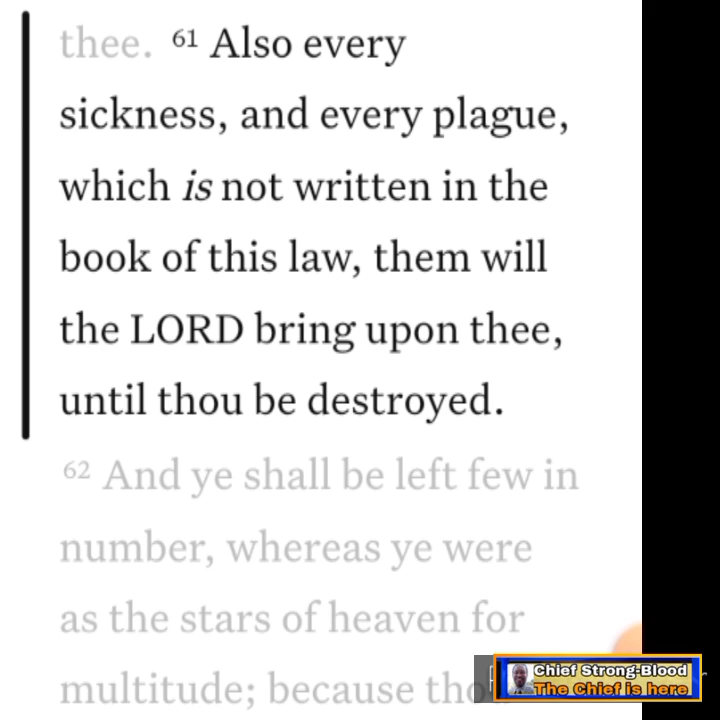 thee. 61 Also every
sickness, and every plague,
which is not written in the
book of this law, them will
the LORD bring upon thee,
until thou be destroyed.
62 And ye shall be left few in
number, whereas ye were
as the stars of heaven for
multitude; because
Chief Strong-Blood
The Chief is here